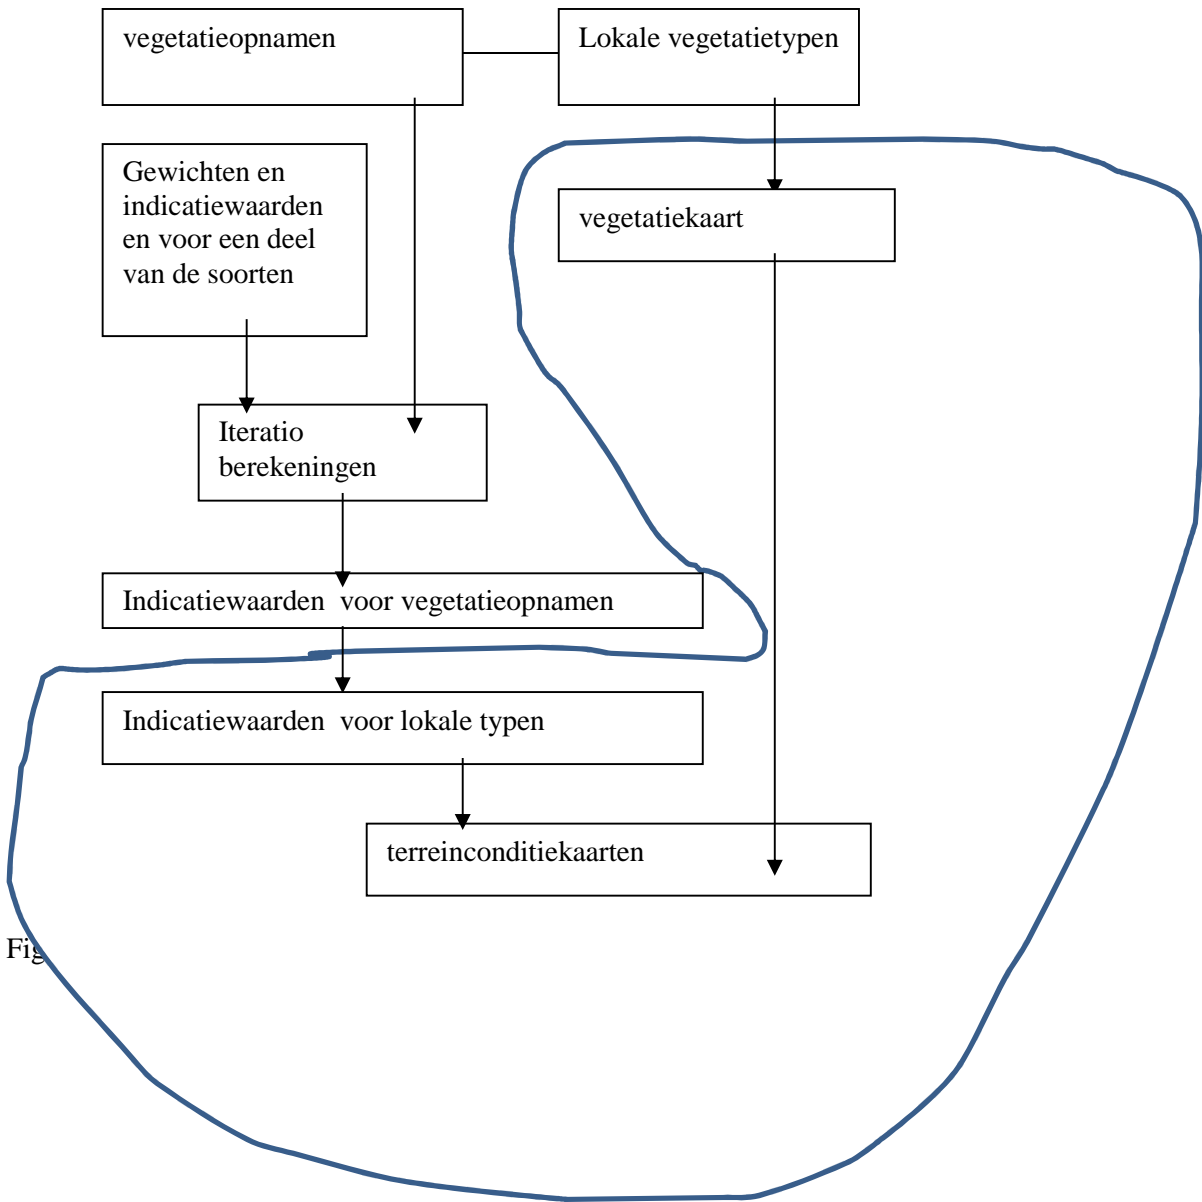 vegetatieopnamen
Lokale vegetatietypen
Gewichten en
indicatiewaarden
en voor een deel
van de soorten
vegetatiekaart
Iteratio
berekeningen
Indicatiewaarden  voor vegetatieopnamen
Indicatiewaarden  voor lokale typen
terreinconditiekaarten
Fig